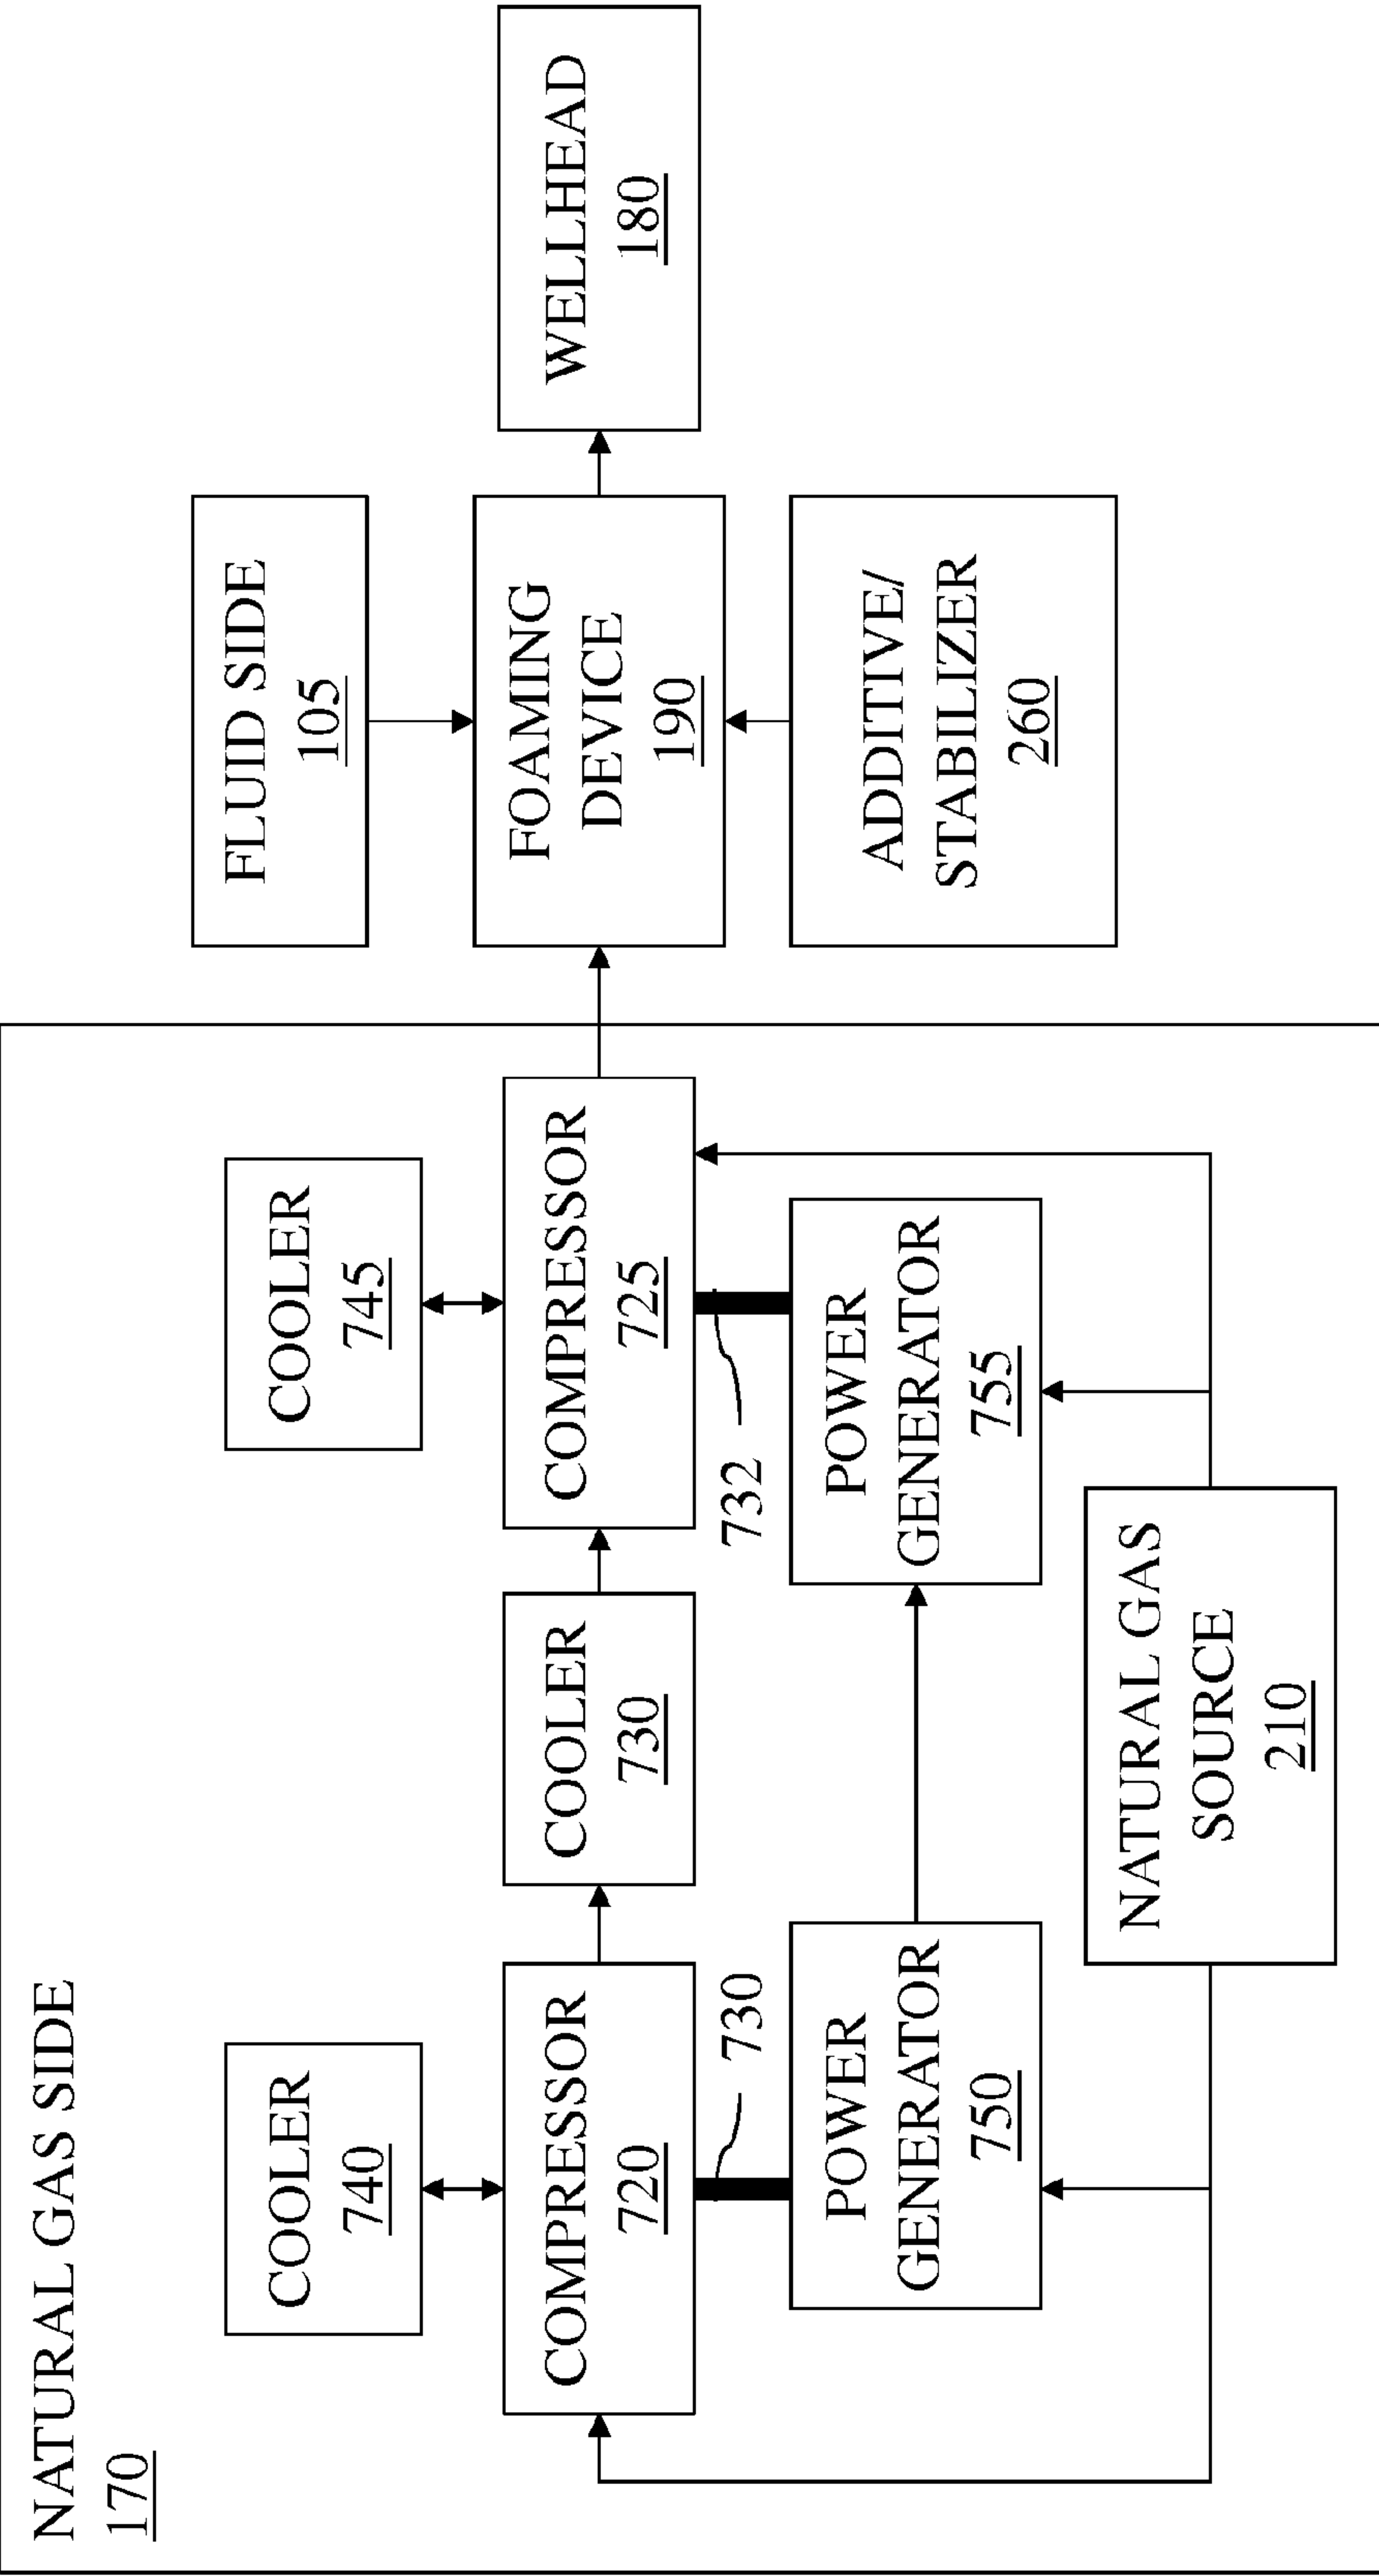 NATURAL GAS SIDE
170
COOLER
740
COOLER
745
FLUID SIDE
105
COMPRESSOR
720
COOLER
730
COMPRESSOR
725
FOAMING
DEVICE
190
WELLHEAD
180
730
732
POWER
GENERATOR
750
POWER
GENERATOR
755
ADDITIVE/
STABILIZER
260
NATURAL GAS
SOURCE
210